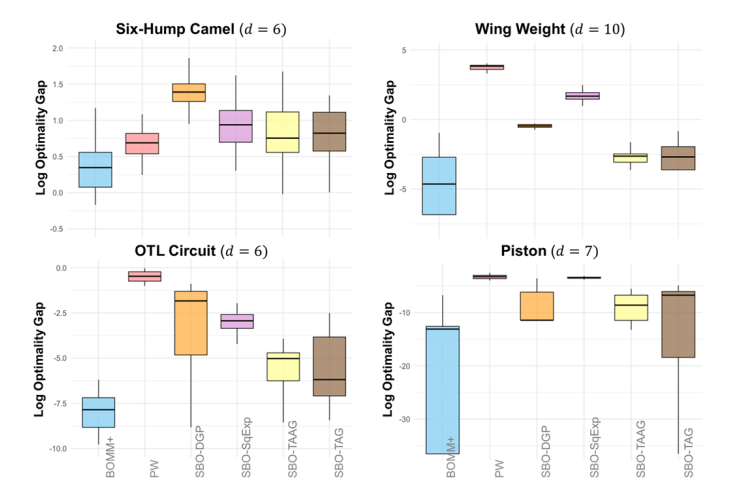 Six-Hump Camel (d = 6)
Log Optimality Gap
2.0
1.5
1.0
0.5
0.0
-0.5
Wing Weight (d = 10)
Log Optimality Gap
5
0
-5
OTL Circuit (d = 6)
Log Optimality Gap
0.0
-2.5
-5.0
-7.5
-10.0
BOMM+
PW
SBO-DGP
SBO-SqExp
SBO-TAAG
SBO-TAG
Piston (d = 7)
Log Optimality Gap
-10
-20
-30
BOMM+
PW
SBO-DGP
SBO-SqExp
SBO-TAAG
SBO-TAG